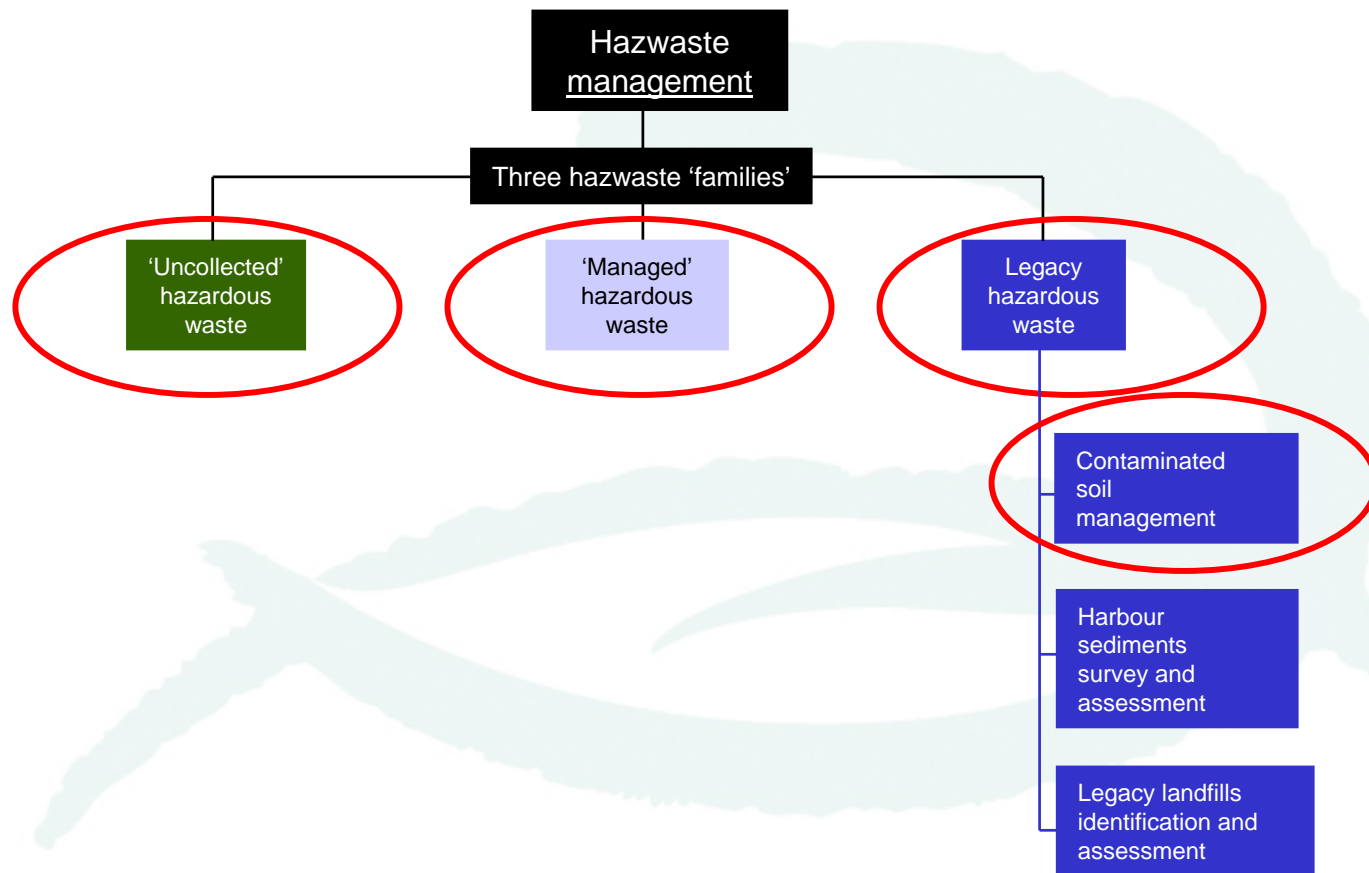 Hazwaste
management
Three hazwaste ‘families’
‘Uncollected’
hazardous
waste
‘Managed’
hazardous
waste
Legacy
hazardous
waste
Contaminated
soil
management
Harbour
sediments
survey and
assessment
Legacy landfills
identification and
assessment